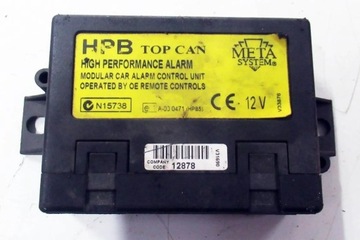 HPB TOP CAN
META
SYSTEM®
HIGH PERFORMANCE ALARM
MODULAR CAR ALARM CONTROL UNIT
OPERATED BY OE REMOTE CONTROLS
N15738
CE 12V
COMPANY
CODE 12878